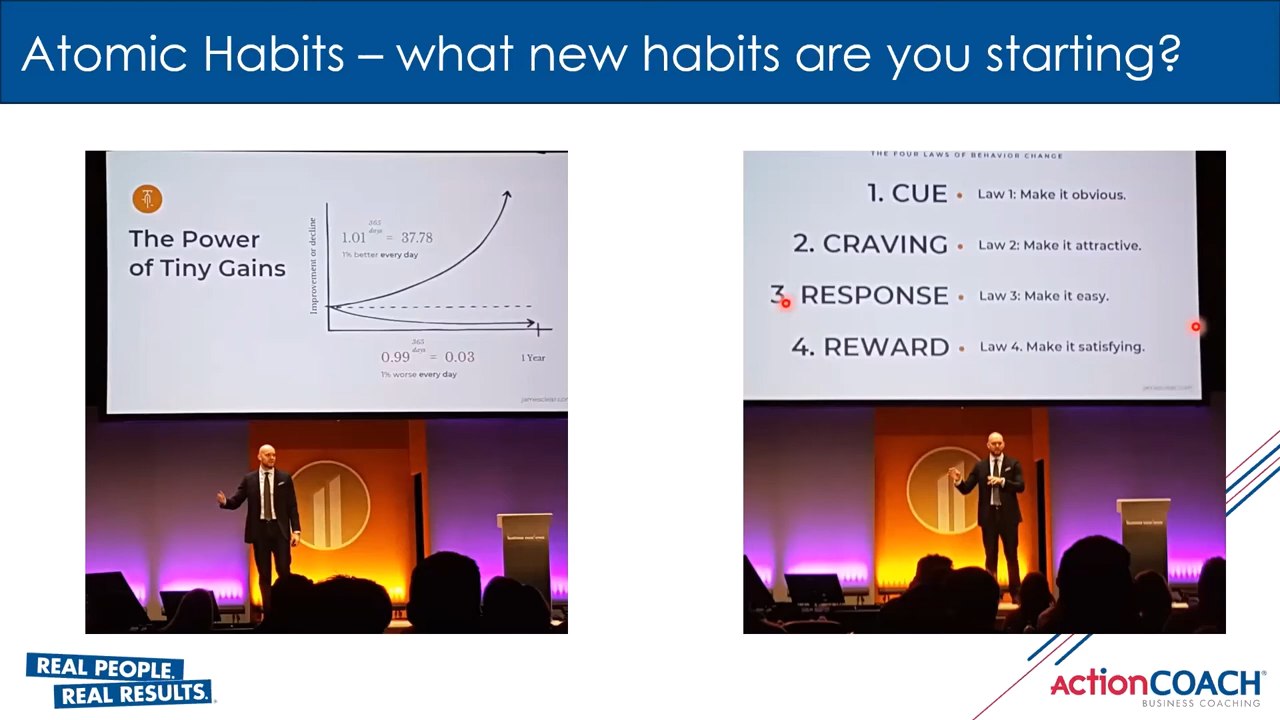 Atomic Habits – what new habits are you starting?
The Power
of Tiny Gains
Improvement or decline
1.01 365 days = 37.78
1% better every day
0.99 365 days = 0.03
1% worse every day
1 Year
THE FOUR LAWS OF BEHAVIOR CHANGE
1. CUE • Law 1: Make it obvious.
2. CRAVING • Law 2: Make it attractive.
3. RESPONSE • Law 3: Make it easy.
4. REWARD • Law 4. Make it satisfying.
REAL PEOPLE.
REAL RESULTS.
ActionCOACH®
BUSINESS COACHING